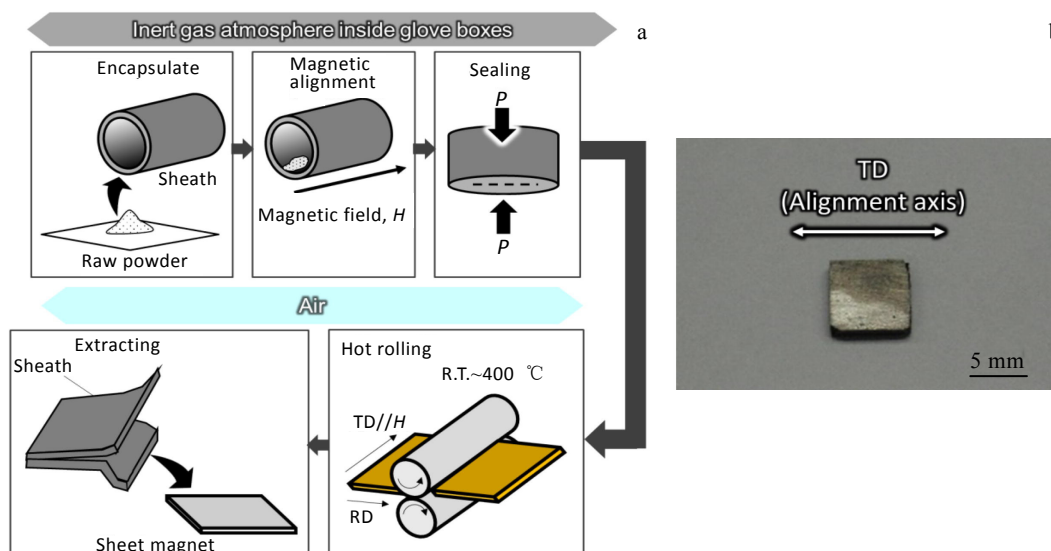 Inert gas atmosphere inside glove boxes
a
Encapsulate
Sheath
Raw powder
Magnetic
alignment
Magnetic field, H
Sealing
P
P
Air
Extracting
Sheath
Sheet magnet
Hot rolling
R.T.~400 ℃
TD//H
RD
b
TD
(Alignment axis)
5 mm